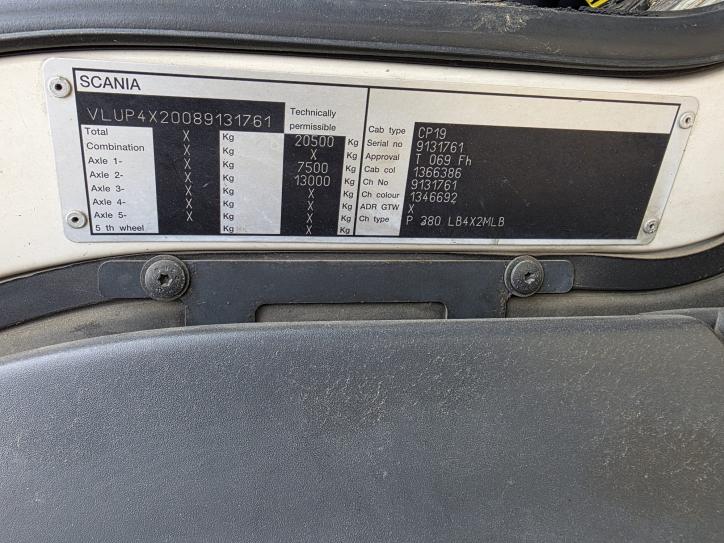 SCANIA
VLUP4X20089131761
Technically permissible
Total X Kg 20500 Kg
Combination X Kg X Kg
Axle 1- X Kg 7500 Kg
Axle 2- X Kg 13000 Kg
Axle 3- X Kg X Kg
Axle 4- X Kg X Kg
Axle 5- X Kg X Kg
5 th wheel Kg X Kg
Cab type CP19
Serial no 9131761
Approval T 069 Fh
Cab col 1366386
Ch No 9131761
Ch colour 1346692
ADR GTW X
Ch type P 380 LB4X2MLB